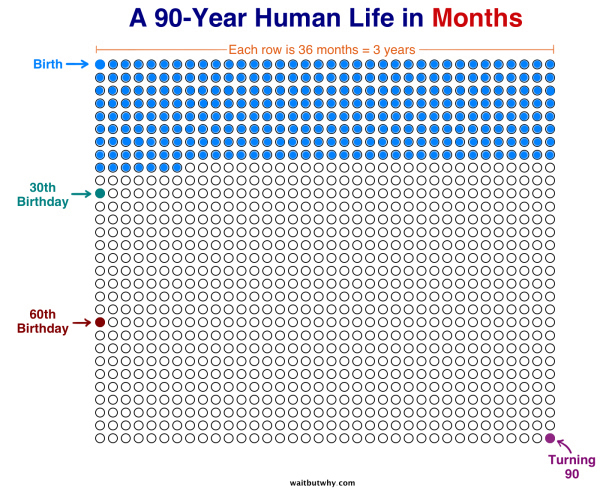 A 90-Year Human Life in Months
Each row is 36 months = 3 years
Birth
30th
Birthday
60th
Birthday
Turning
90
waitbutwhy.com